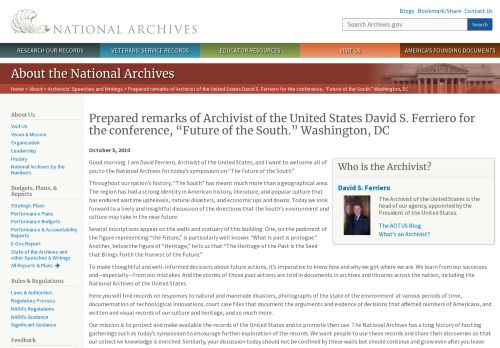 NATIONAL ARCHIVES
Blogs · Bookmark/Share · Contact Us
Search Archives.gov
Search
RESEARCH OUR RECORDS
VETERANS' SERVICE RECORDS
EDUCATOR RESOURCES
VISIT US
AMERICA'S FOUNDING DOCUMENTS
About the National Archives
Home > About > Archivists' Speeches and Writings > Prepared remarks of Archivist of the United States David S. Ferriero for the conference, "Future of the South." Washington, DC
About Us
Visit Us
Vision & Mission
Organization
Leadership
History
National Archives by the
Numbers
Budgets, Plans, &
Reports
Strategic Plans
Performance Plans
Performance Budgets
Performance & Accountability
Reports
E-Gov Report
State of the Archives and
other Speeches & Writings
All Reports & Plans
Rules & Regulations
Laws & Authorities
Regulatory Process
NARA's Regulations
NARA's Guidance
Significant Guidance
Feedback
Prepared remarks of Archivist of the United States David S. Ferriero for
the conference, "Future of the South." Washington, DC
October 5, 2010
Good morning. I am David Ferriero, Archivist of the United States, and I want to welcome all of
you to the National Archives for today's symposium on "The Future of the South."
Throughout our nation's history, "The South" has meant much more than a geographical area.
The region has had a strong identity in American history, literature, and popular culture that
has endured wartime upheavals, natural disasters, and economic ups and downs. Today we look
forward to a lively and insightful discussion of the directions that the South's environment and
culture may take in the near future.
Several inscriptions appear on the walls and statuary of this building. One, on the pediment of
the figure representing "the Future," is particularly well known: "What is past is prologue."
Another, below the figure of "Heritage," tells us that "The Heritage of the Past is the Seed
that Brings Forth the Harvest of the Future."
Who is the Archivist?
David S. Ferriero
The Archivist of the United States is the
head of our agency, appointed by the
President of the United States.
The AOTUS Blog
What's an Archivist?
To make thoughtful and well-informed decisions about future actions, it's imperative to know how and why we got where we are. We learn from our successes
and—especially—from our mistakes. And the stories of those past actions are told in documents in archives and libraries across the nation, including the
National Archives of the United States.
Here you will find records on responses to natural and manmade disasters, photographs of the state of the environment at various periods of time,
documentation of technological innovations, court case files that document the arguments and evidence of decisions that affected numbers of Americans, and
written and visual records of our culture and heritage, and so much more.
Our mission is to protect and make available the records of the United States and to promote their use. The National Archives has a long history of hosting
gatherings such as today's symposium to encourage further exploration of the records. We want people to use these records and share their discoveries so that
our collective knowledge is enriched. Similarly, your discussion today should not be confined by these walls but should continue and grow even after you leave